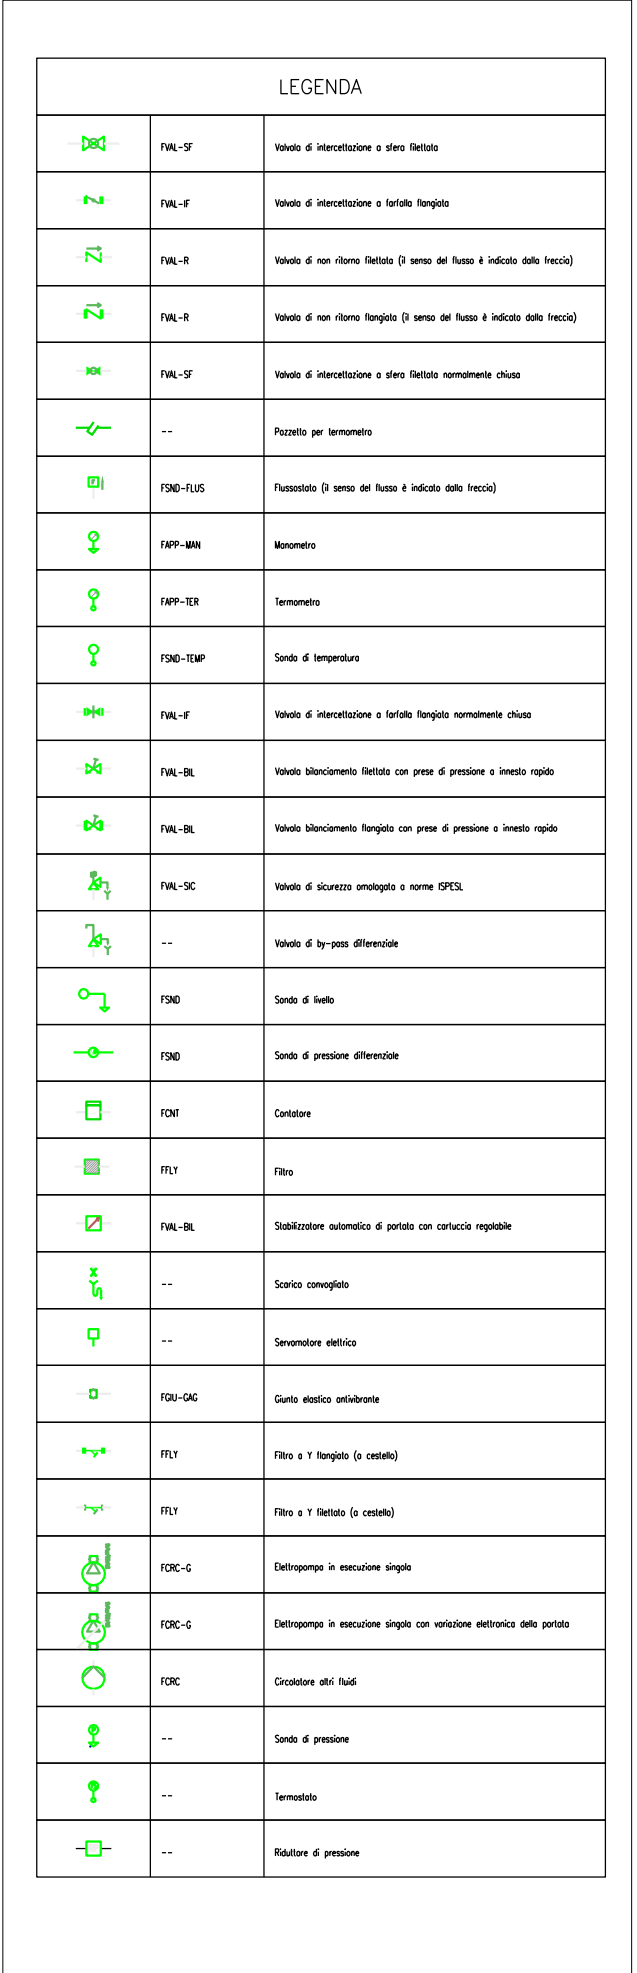 LEGENDA
FVAL-SF Valvola di intercettazione a sfera filettata
FVAL-IF Valvola di intercettazione a farfalla flangiata
FVAL-R Valvola di non ritorno filettata (il senso del flusso è indicato dalla freccia)
FVAL-R Valvola di non ritorno flangiata (il senso del flusso è indicato dalla freccia)
FVAL-SF Valvola di intercettazione a sfera filettata normalmente chiusa
-- Pozzetto per termometro
F FSND-FLUS Flussostato (il senso del flusso è indicato dalla freccia)
FAPP-MAN Manometro
FAPP-TER Termometro
FSND-TEMP Sonda di temperatura
FVAL-IF Valvola di intercettazione a farfalla flangiata normalmente chiusa
FVAL-BIL Valvola bilanciamento filettata con prese di pressione a innesto rapido
FVAL-BIL Valvola bilanciamento flangiata con prese di pressione a innesto rapido
FVAL-SIC Valvola di sicurezza omologata a norme ISPESL
-- Valvola di by-pass differenziale
FSND Sonda di livello
FSND Sonda di pressione differenziale
FCNT Contatore
FFLY Filtro
FVAL-BIL Stabilizzatore automatico di portata con cartuccia regolabile
-- Scarico convogliato
-- Servomotore elettrico
FGIU-GAG Giunto elastico antivibrante
FFLY Filtro a Y flangiato (a cestello)
FFLY Filtro a Y filettato (a cestello)
FCRC-G Elettropompa in esecuzione singola
FCRC-G Elettropompa in esecuzione singola con variazione elettronica della portata
FCRC Circolatore altri fluidi
-- Sonda di pressione
-- Termostato
-- Riduttore di pressione